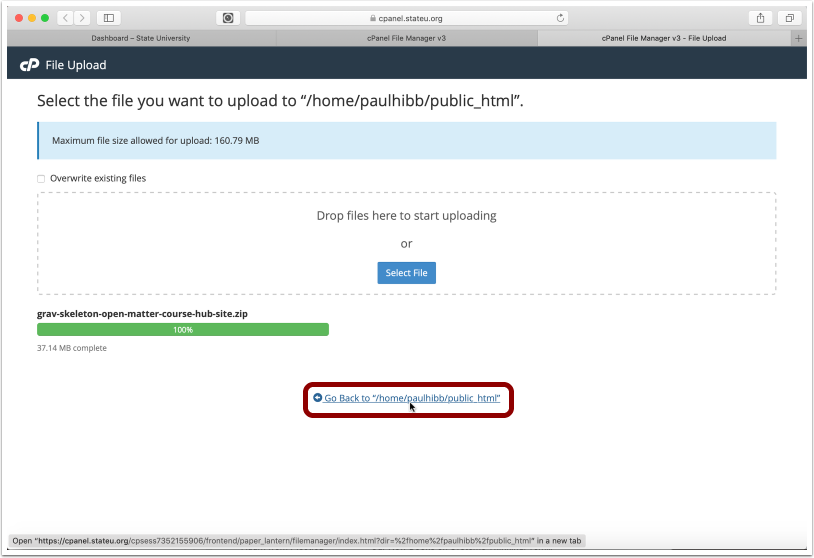 cpanel.stateu.org
Dashboard – State University
cPanel File Manager v3
cPanel File Manager v3 - File Upload
cP File Upload
Select the file you want to upload to “/home/paulhibb/public_html”.
Maximum file size allowed for upload: 160.79 MB
Overwrite existing files
Drop files here to start uploading
or
Select File
grav-skeleton-open-matter-course-hub-site.zip
100%
37.14 MB complete
Go Back to “/home/paulhibb/public_html”
Open "https://cpanel.stateu.org/cpsess7352155906/frontend/paper_lantern/filemanager/index.html?dir=%2fhome%2fpaulhibb%2fpublic_html" in a new tab